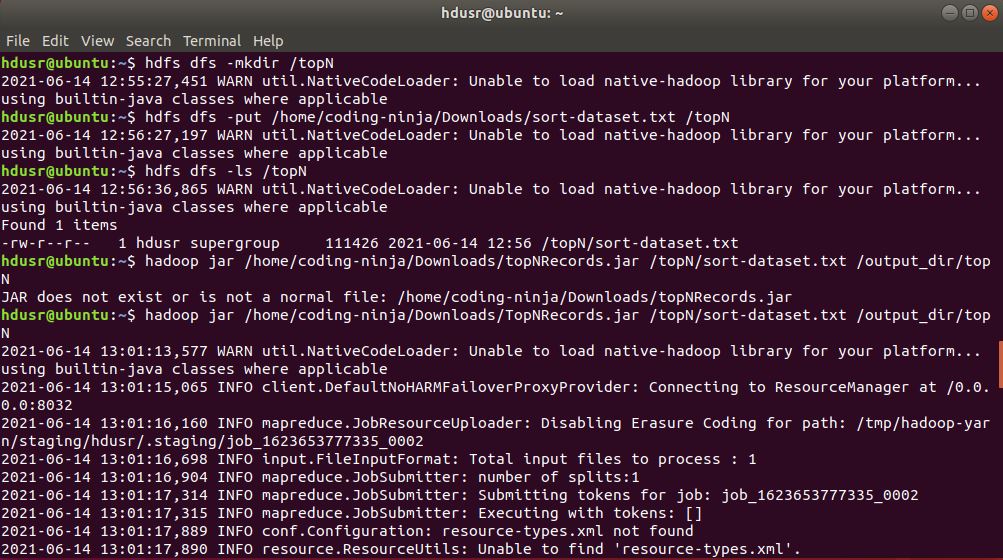 hdusr@ubuntu: ~
File Edit View Search Terminal Help
hdusr@ubuntu:~$ hdfs dfs -mkdir /topN
2021-06-14 12:55:27,451 WARN util.NativeCodeLoader: Unable to load native-hadoop library for your platform...
using builtin-java classes where applicable
hdusr@ubuntu:~$ hdfs dfs -put /home/coding-ninja/Downloads/sort-dataset.txt /topN
2021-06-14 12:56:27,197 WARN util.NativeCodeLoader: Unable to load native-hadoop library for your platform...
using builtin-java classes where applicable
hdusr@ubuntu:~$ hdfs dfs -ls /topN
2021-06-14 12:56:36,865 WARN util.NativeCodeLoader: Unable to load native-hadoop library for your platform...
using builtin-java classes where applicable
Found 1 items
-rw-r--r--   1 hdusr supergroup     111426 2021-06-14 12:56 /topN/sort-dataset.txt
hdusr@ubuntu:~$ hadoop jar /home/coding-ninja/Downloads/topNRecords.jar /topN/sort-dataset.txt /output_dir/top
N
JAR does not exist or is not a normal file: /home/coding-ninja/Downloads/topNRecords.jar
hdusr@ubuntu:~$ hadoop jar /home/coding-ninja/Downloads/TopNRecords.jar /topN/sort-dataset.txt /output_dir/top
N
2021-06-14 13:01:13,577 WARN util.NativeCodeLoader: Unable to load native-hadoop library for your platform...
using builtin-java classes where applicable
2021-06-14 13:01:15,065 INFO client.DefaultNoHARMFailoverProxyProvider: Connecting to ResourceManager at /0.0.
0.0:8032
2021-06-14 13:01:16,160 INFO mapreduce.JobResourceUploader: Disabling Erasure Coding for path: /tmp/hadoop-yar
n/staging/hdusr/.staging/job_1623653777335_0002
2021-06-14 13:01:16,698 INFO input.FileInputFormat: Total input files to process : 1
2021-06-14 13:01:16,904 INFO mapreduce.JobSubmitter: number of splits:1
2021-06-14 13:01:17,314 INFO mapreduce.JobSubmitter: Submitting tokens for job: job_1623653777335_0002
2021-06-14 13:01:17,315 INFO mapreduce.JobSubmitter: Executing with tokens: []
2021-06-14 13:01:17,889 INFO conf.Configuration: resource-types.xml not found
2021-06-14 13:01:17,890 INFO resource.ResourceUtils: Unable to find 'resource-types.xml'.